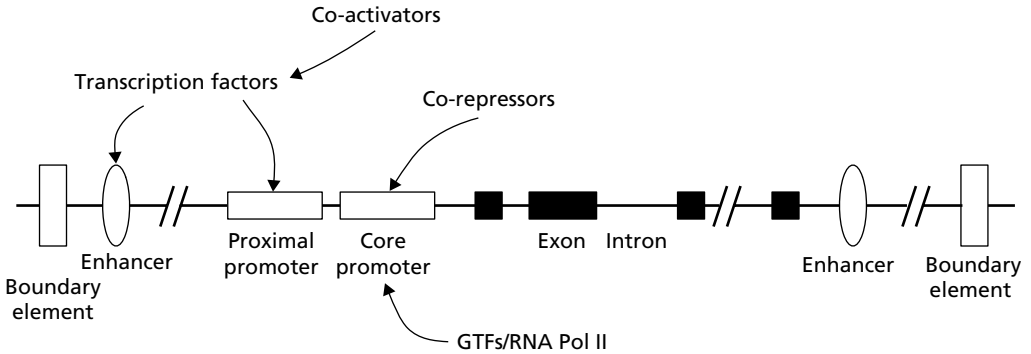 Co-activators
Transcription factors
Co-repressors
Proximal
promoter
Core
promoter
Exon
Intron
Enhancer
Boundary
element
Enhancer
Boundary
element
GTFs/RNA Pol II